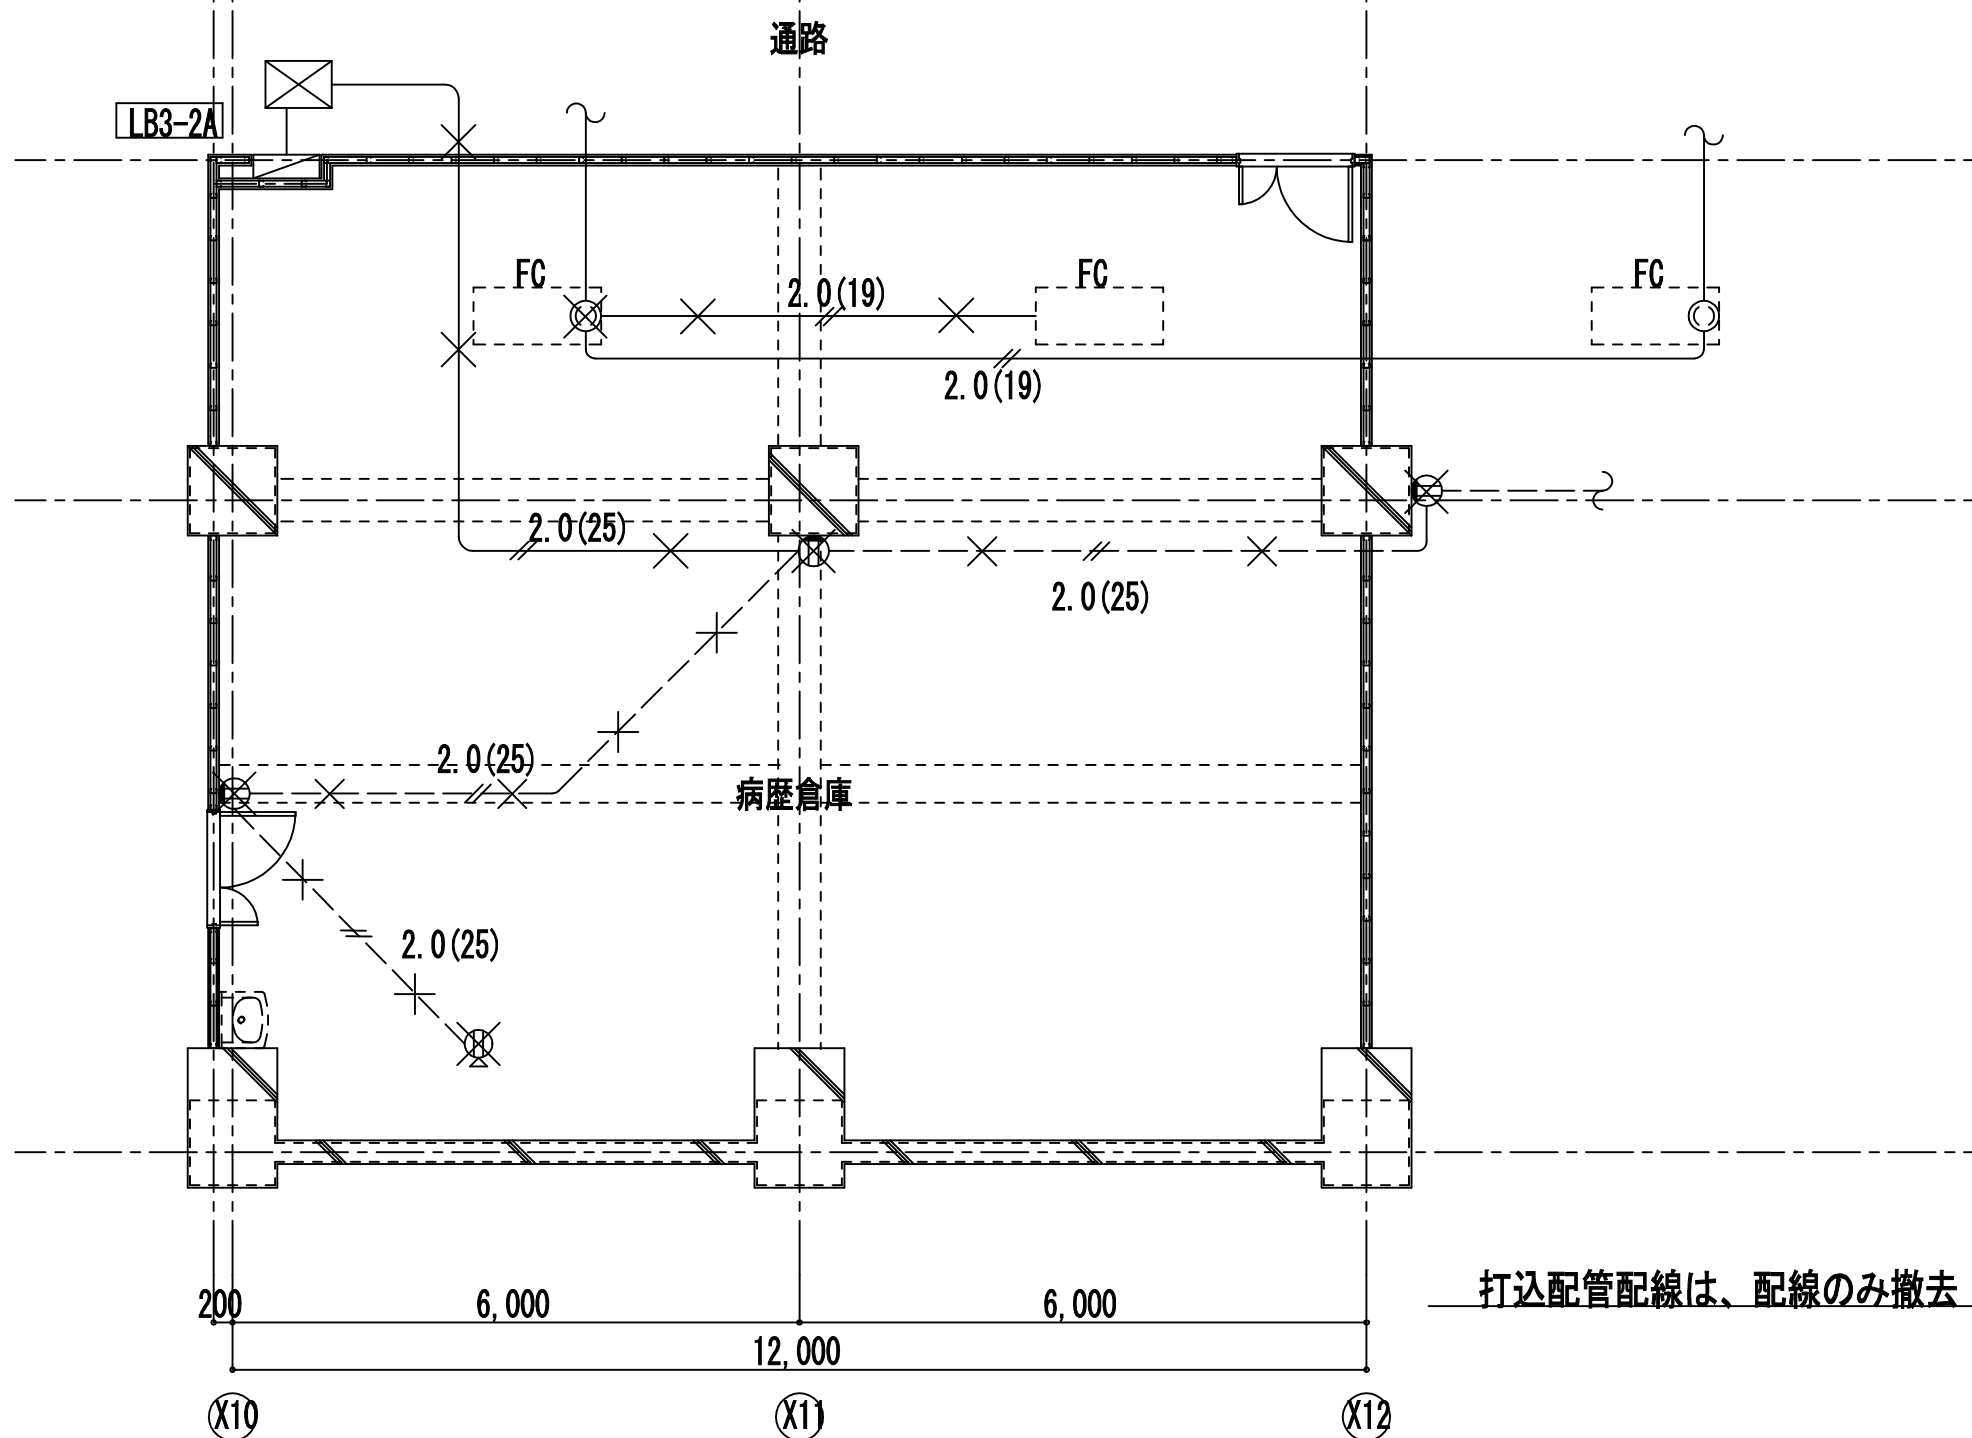 通路
LB3-2A
FC
FC
FC
2.0(19)
2.0(19)
2.0(25)
2.0(25)
2.0(25)
病歴倉庫
2.0(25)
打込配管配線は、配線のみ撤去
200
6,000
6,000
12,000
X10
X11
X12